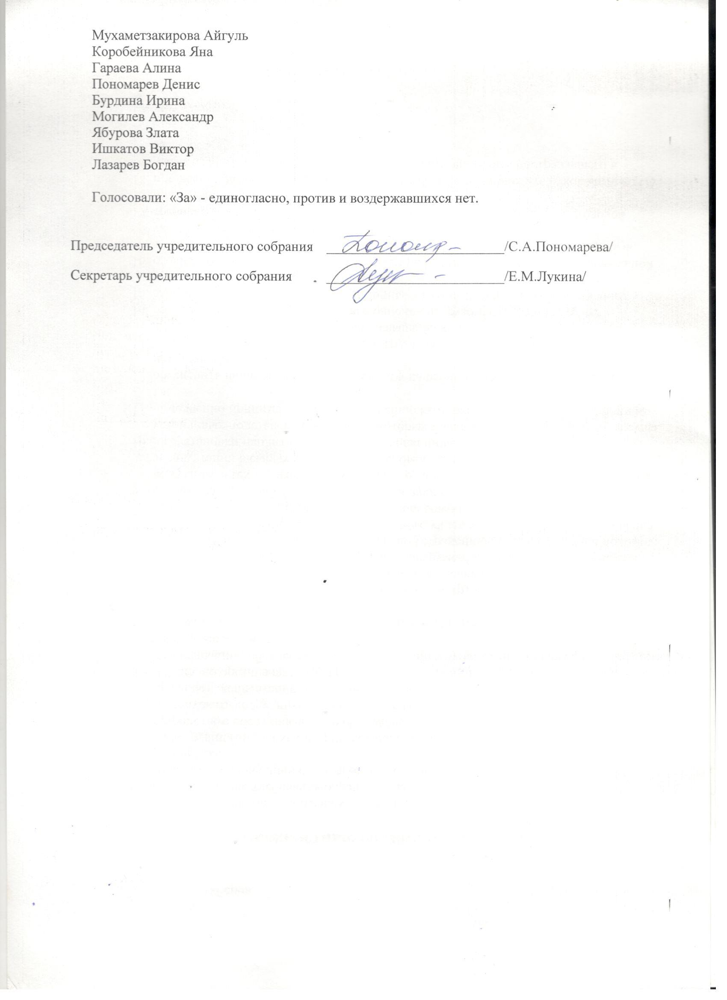 Мухаметзакирова Айгуль
Коробейникова Яна
Гараева Алина
Пономарев Денис
Бурдина Ирина
Могилев Александр
Ябурова Злата
Ишкатов Виктор
Лазарев Богдан
Голосовали: «За» - единогласно, против и воздержавшихся нет.
Председатель учредительного собрания /С.А.Пономарева/
Секретарь учредительного собрания /Е.М.Лукина/